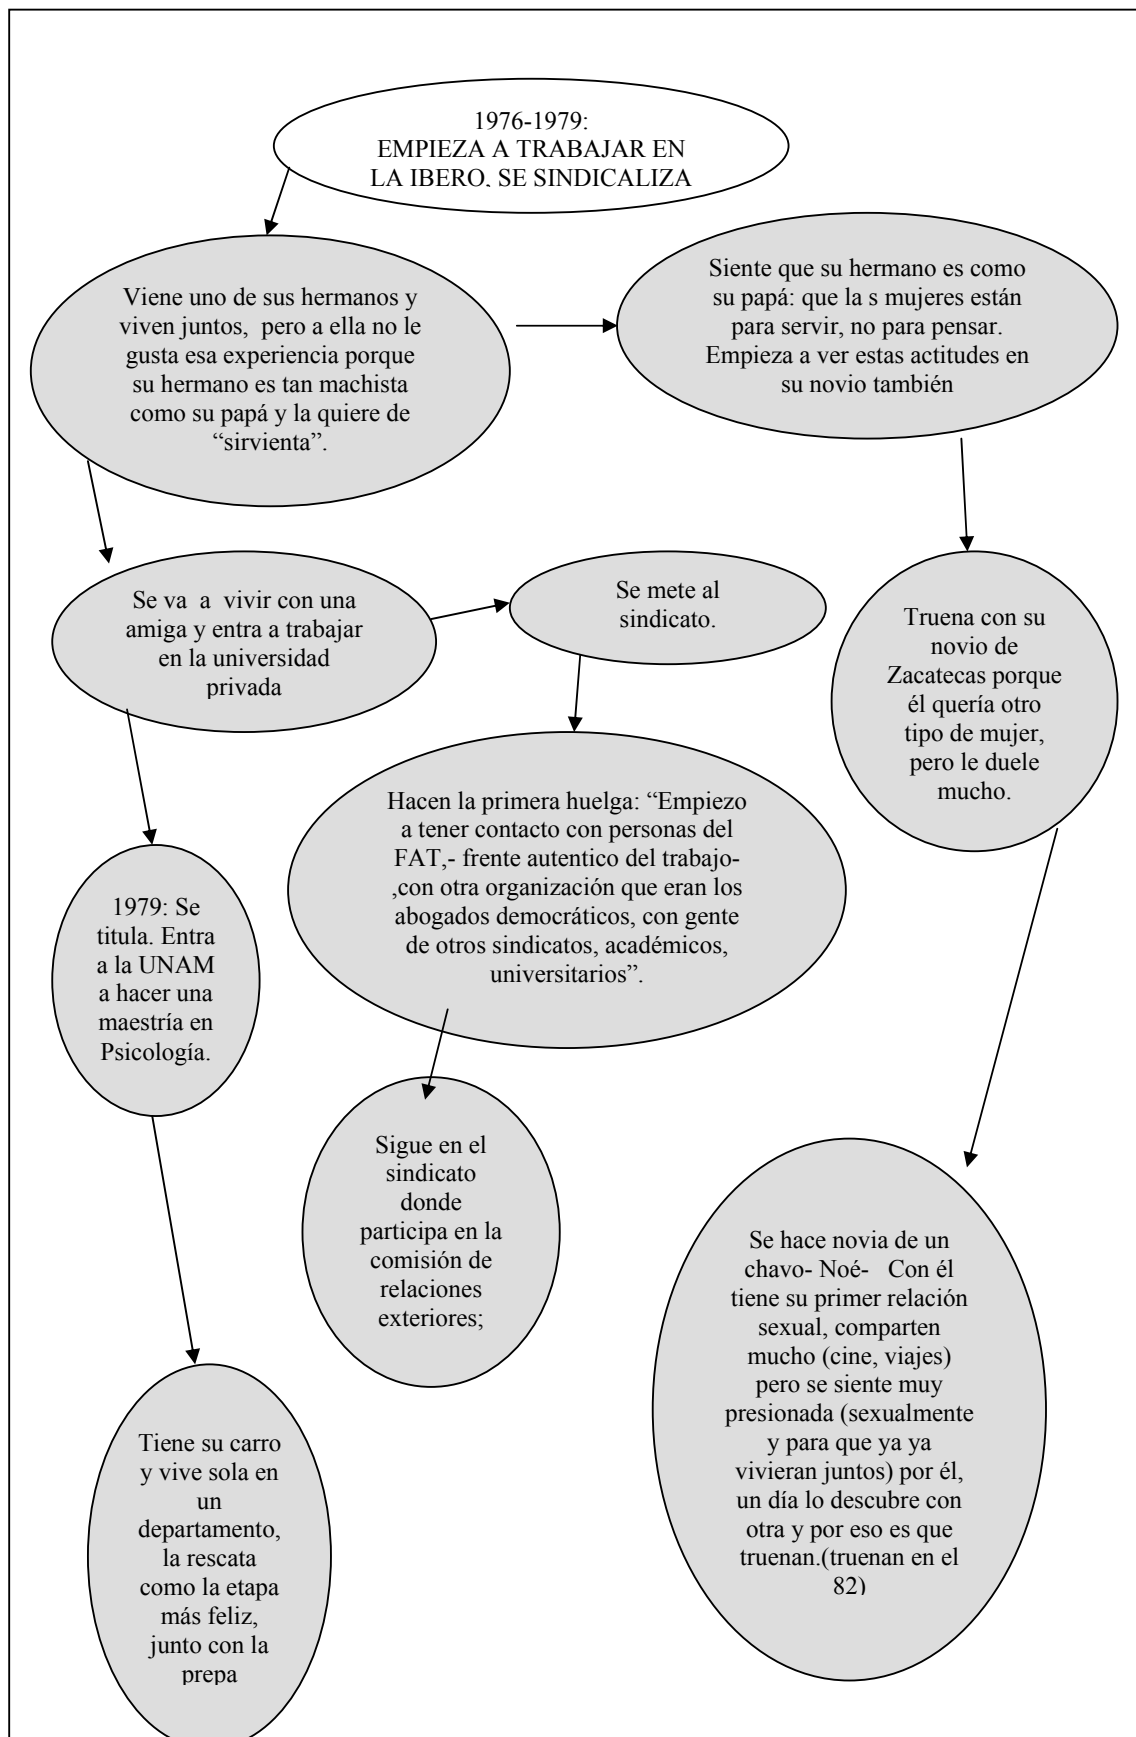 1976-1979:
EMPIEZA A TRABAJAR EN
LA IBERO, SE SINDICALIZA
Viene uno de sus hermanos y
viven juntos, pero a ella no le
gusta esa experiencia porque
su hermano es tan machista
como su papá y la quiere de
“sirvienta”.
Siente que su hermano es como
su papá: que la s mujeres están
para servir, no para pensar.
Empieza a ver estas actitudes en
su novio también
Se va a vivir con una
amiga y entra a trabajar
en la universidad
privada
Se mete al
sindicato.
Truena con su
novio de
Zacatecas porque
él quería otro
tipo de mujer,
pero le duele
mucho.
Hacen la primera huelga: “Empiezo
a tener contacto con personas del
FAT,- frente autentico del trabajo-
,con otra organización que eran los
abogados democráticos, con gente
de otros sindicatos, académicos,
universitarios”.
1979: Se
titula. Entra
a la UNAM
a hacer una
maestría en
Psicología.
Sigue en el
sindicato
donde
participa en la
comisión de
relaciones
exteriores;
Se hace novia de un
chavo- Noé- Con él
tiene su primer relación
sexual, comparten
mucho (cine, viajes)
pero se siente muy
presionada (sexualmente
y para que ya ya
vivieran juntos) por él,
un día lo descubre con
otra y por eso es que
truenan.(truenan en el
82)
Tiene su carro
y vive sola en
un
departamento,
la rescata
como la etapa
más feliz,
junto con la
prepa